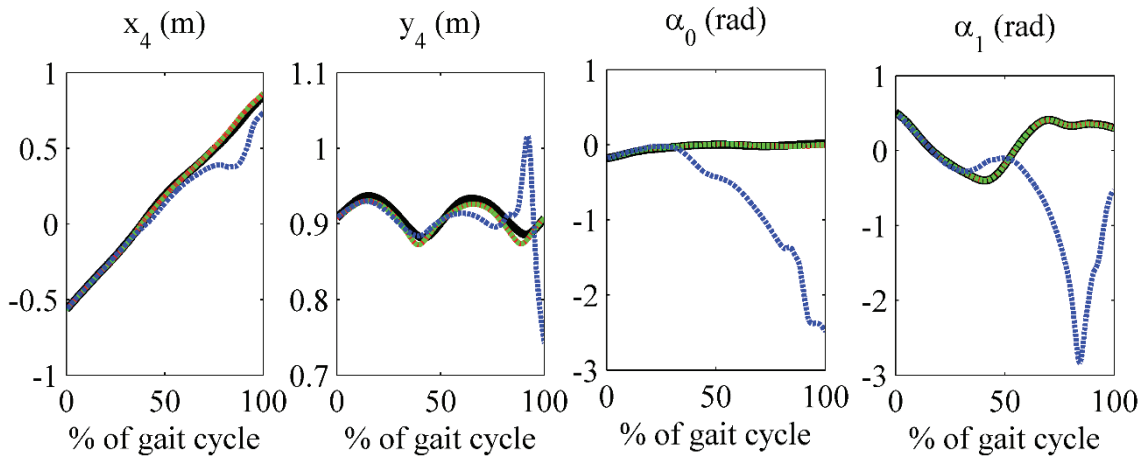 x₄ (m) y₄ (m) α₀ (rad) α₁ (rad)
1 1.1 1 1
0.5 1 0 0
0 0.9 -1 -1
-0.5 0.8 -2 -2
-1 0.7 -3 -3
0 50 100 0 50 100 0 50 100 0 50 100
% of gait cycle % of gait cycle % of gait cycle % of gait cycle